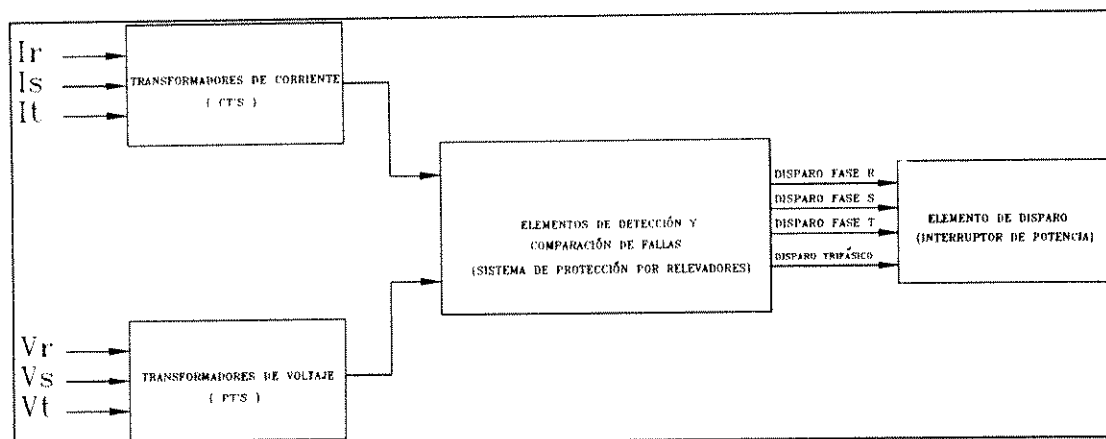 Ir
Is
It
TRANSFORMADORES DE CORRIENTE
( CT'S )
ELEMENTOS DE DETECCIÓN Y
COMPARACIÓN DE FALLAS
(SISTEMA DE PROTECCIÓN POR RELEVADORES)
DISPARO FASE R
DISPARO FASE S
DISPARO FASE T
DISPARO TRIFÁSICO
ELEMENTO DE DISPARO
(INTERRUPTOR DE POTENCIA)
Vr
Vs
Vt
TRANSFORMADORES DE VOLTAJE
( PT'S )